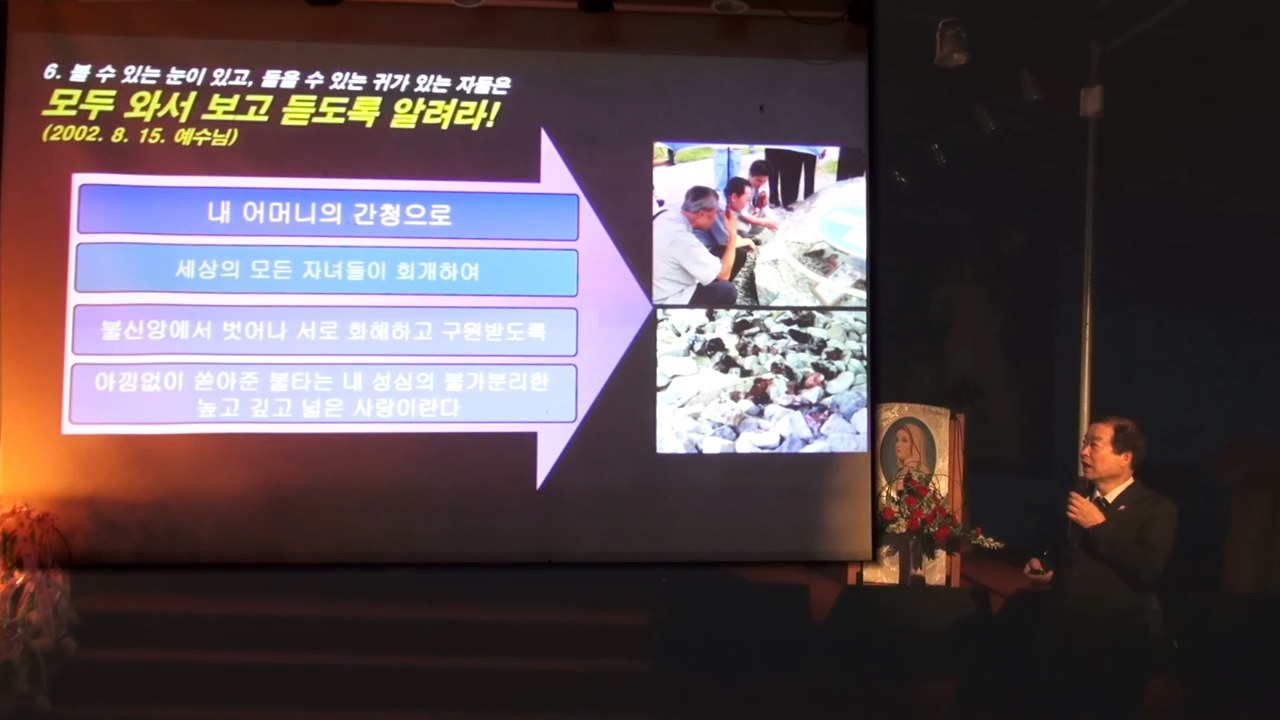 6. 볼 수 있는 눈이 있고, 들을 수 있는 귀가 있는 자들은
모두 와서 보고 듣도록 알려라!
(2002. 8. 15. 예수님)
내 어머니의 간청으로
세상의 모든 자녀들이 회개하여
불신앙에서 벗어나 서로 화해하고 구원받도록
아낌없이 쏟아준 불타는 내 성심의 불가분리한
높고 깊고 넓은 사랑이란다